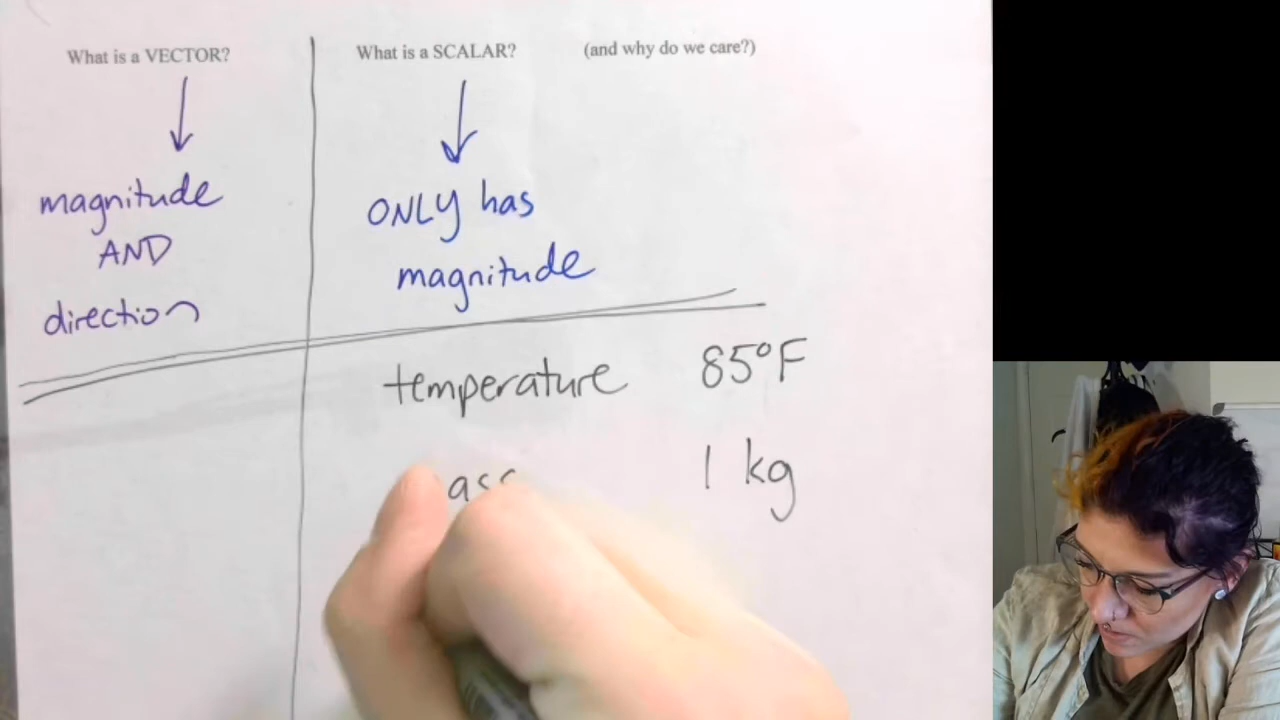 What is a VECTOR?
What is a SCALAR? (and why do we care?)
magnitude
AND
direction
ONLY has
magnitude
temperature 85°F
1 kg